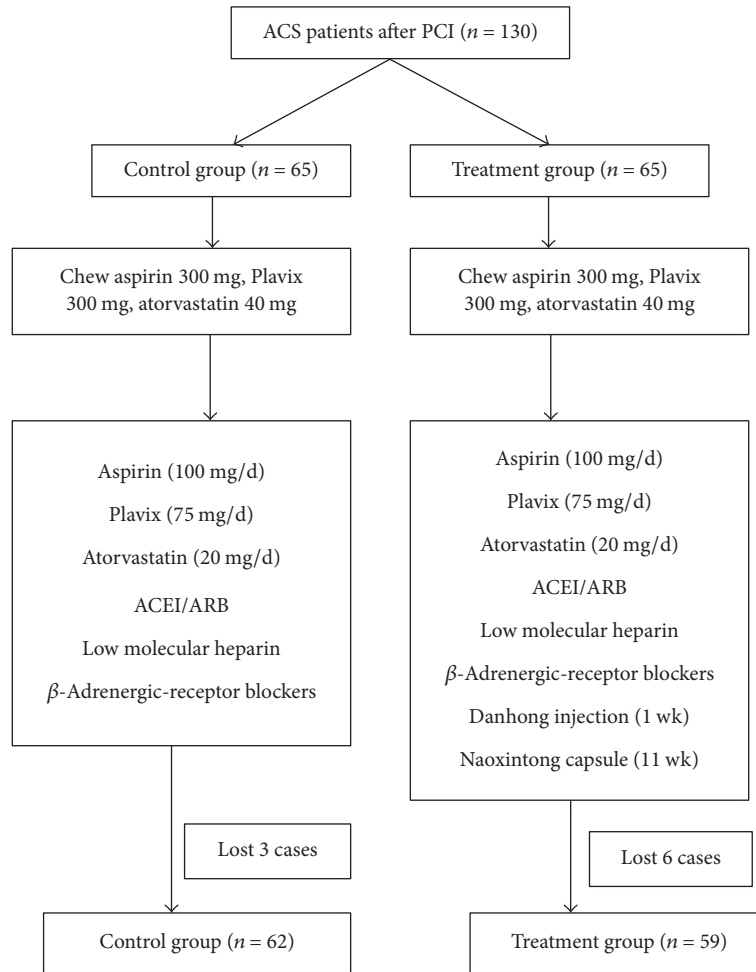 ACS patients after PCI (n = 130)
Control group (n = 65)
Treatment group (n = 65)
Chew aspirin 300 mg, Plavix
300 mg, atorvastatin 40 mg
Chew aspirin 300 mg, Plavix
300 mg, atorvastatin 40 mg
Aspirin (100 mg/d)
Plavix (75 mg/d)
Atorvastatin (20 mg/d)
ACEI/ARB
Low molecular heparin
β-Adrenergic-receptor blockers
Aspirin (100 mg/d)
Plavix (75 mg/d)
Atorvastatin (20 mg/d)
ACEI/ARB
Low molecular heparin
β-Adrenergic-receptor blockers
Danhong injection (1 wk)
Naoxintong capsule (11 wk)
Lost 3 cases
Lost 6 cases
Control group (n = 62)
Treatment group (n = 59)